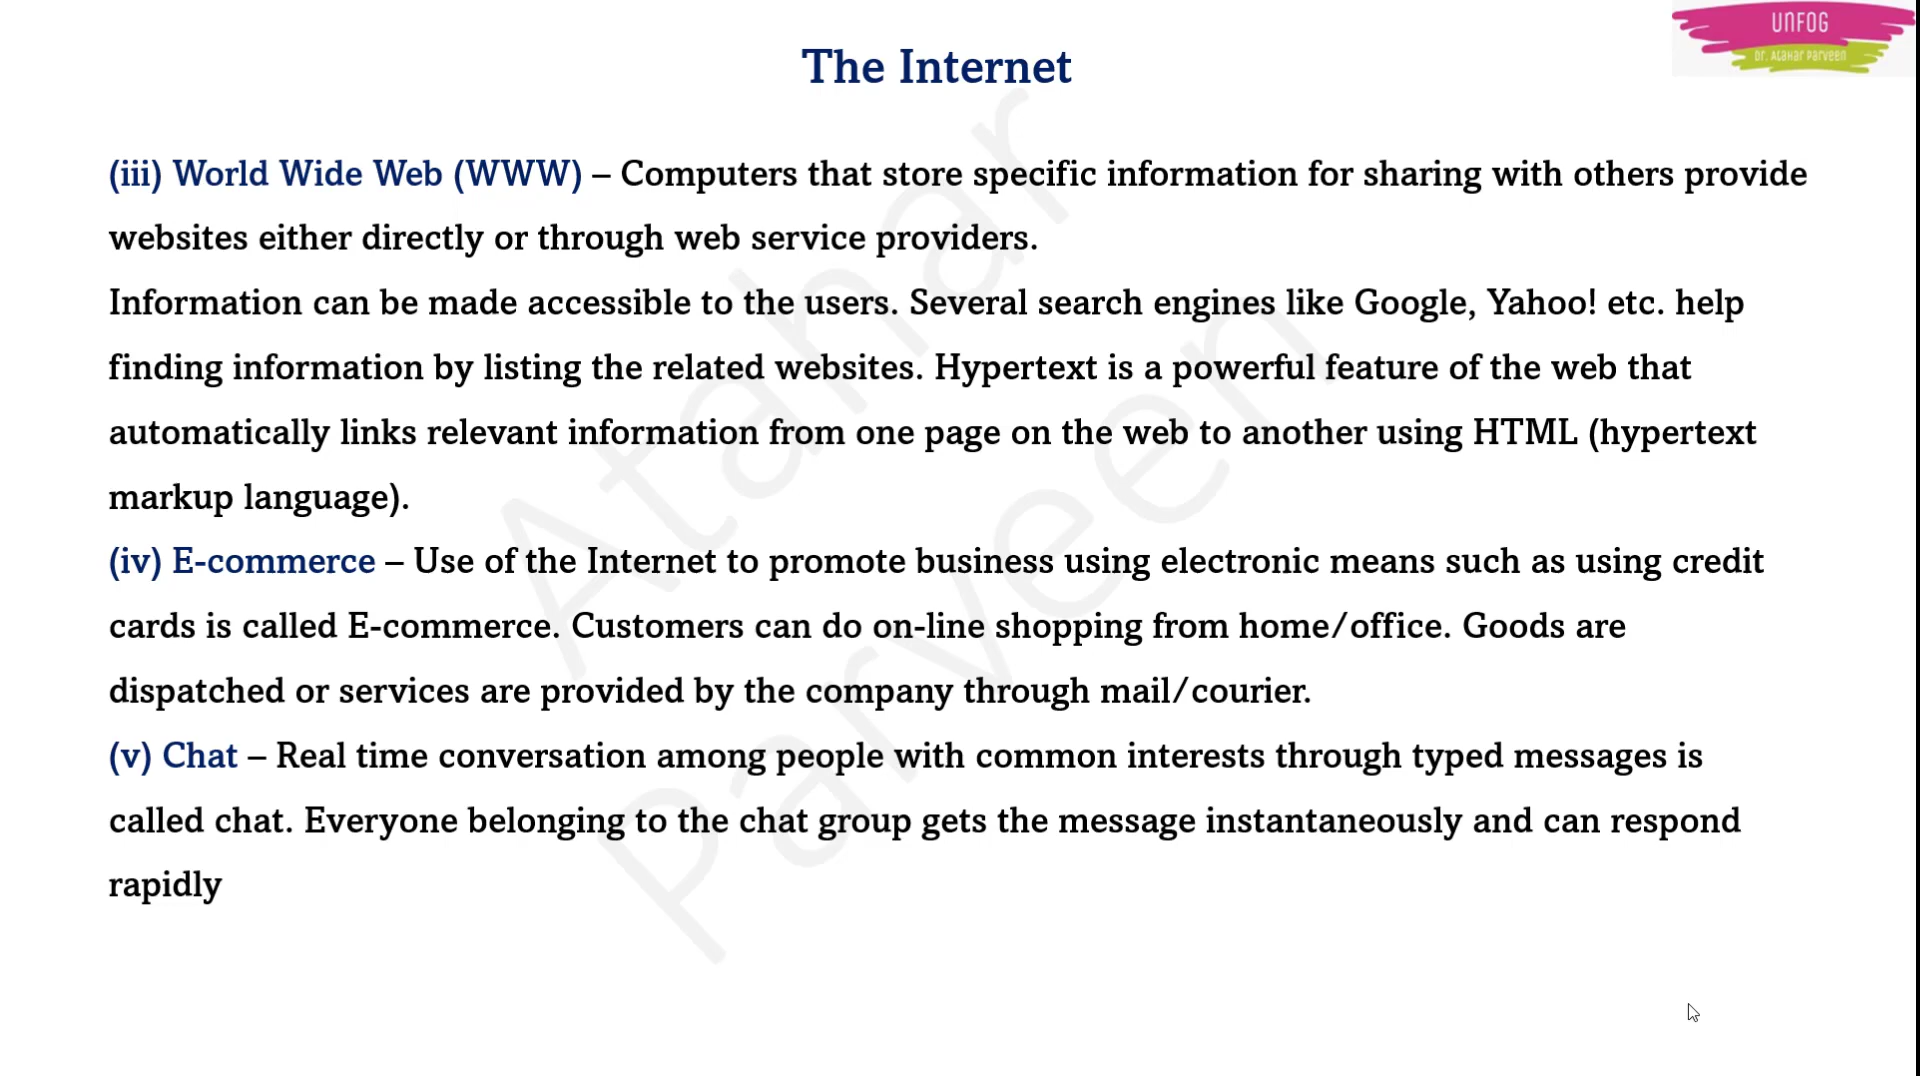 UNFOG
Dr. Atahar Parveen
The Internet
(iii) World Wide Web (WWW) – Computers that store specific information for sharing with others provide
websites either directly or through web service providers.
Information can be made accessible to the users. Several search engines like Google, Yahoo! etc. help
finding information by listing the related websites. Hypertext is a powerful feature of the web that
automatically links relevant information from one page on the web to another using HTML (hypertext
markup language).
(iv) E-commerce – Use of the Internet to promote business using electronic means such as using credit
cards is called E-commerce. Customers can do on-line shopping from home/office. Goods are
dispatched or services are provided by the company through mail/courier.
(v) Chat – Real time conversation among people with common interests through typed messages is
called chat. Everyone belonging to the chat group gets the message instantaneously and can respond
rapidly
Atahar
Parveen